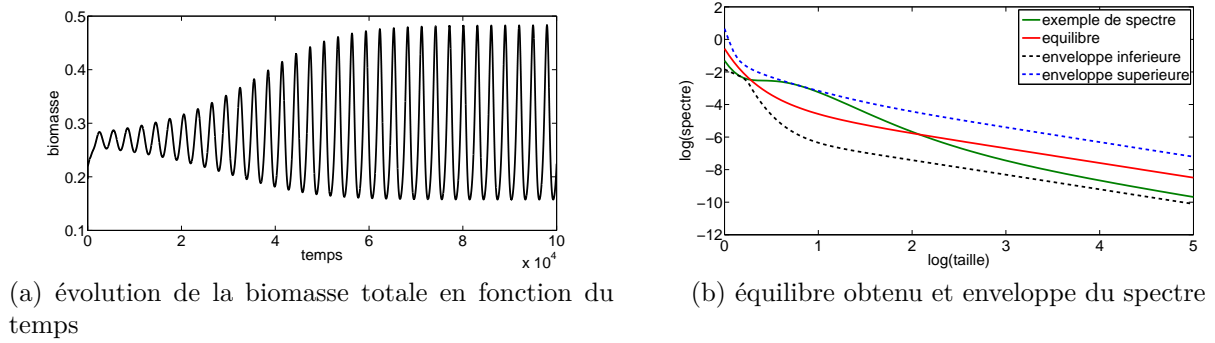 0.5
0.4
0.3
0.2
0.1
biomasse
0 2 4 6 8 10
temps
x 10^4
(a) évolution de la biomasse totale en fonction du
temps
2
0
−2
−4
−6
−8
−10
−12
log(spectre)
exemple de spectre
equilibre
enveloppe inferieure
enveloppe superieure
0 1 2 3 4 5
log(taille)
(b) équilibre obtenu et enveloppe du spectre